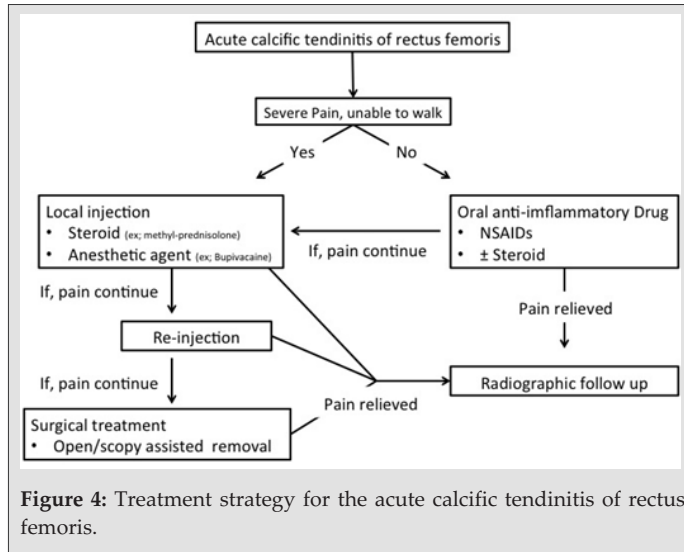 Acute calcific tendinitis of rectus femoris
Severe Pain, unable to walk
Yes
No
Local injection
• Steroid (ex; methyl-prednisolone)
• Anesthetic agent (ex; Bupivacaine)
Oral anti-imflammatory Drug
• NSAIDs
• ± Steroid
If, pain continue
If, pain continue
Pain relieved
Re-injection
If, pain continue
Radiographic follow up
Pain relieved
Surgical treatment
• Open/scopy assisted removal
Figure 4: Treatment strategy for the acute calcific tendinitis of rectus
femoris.